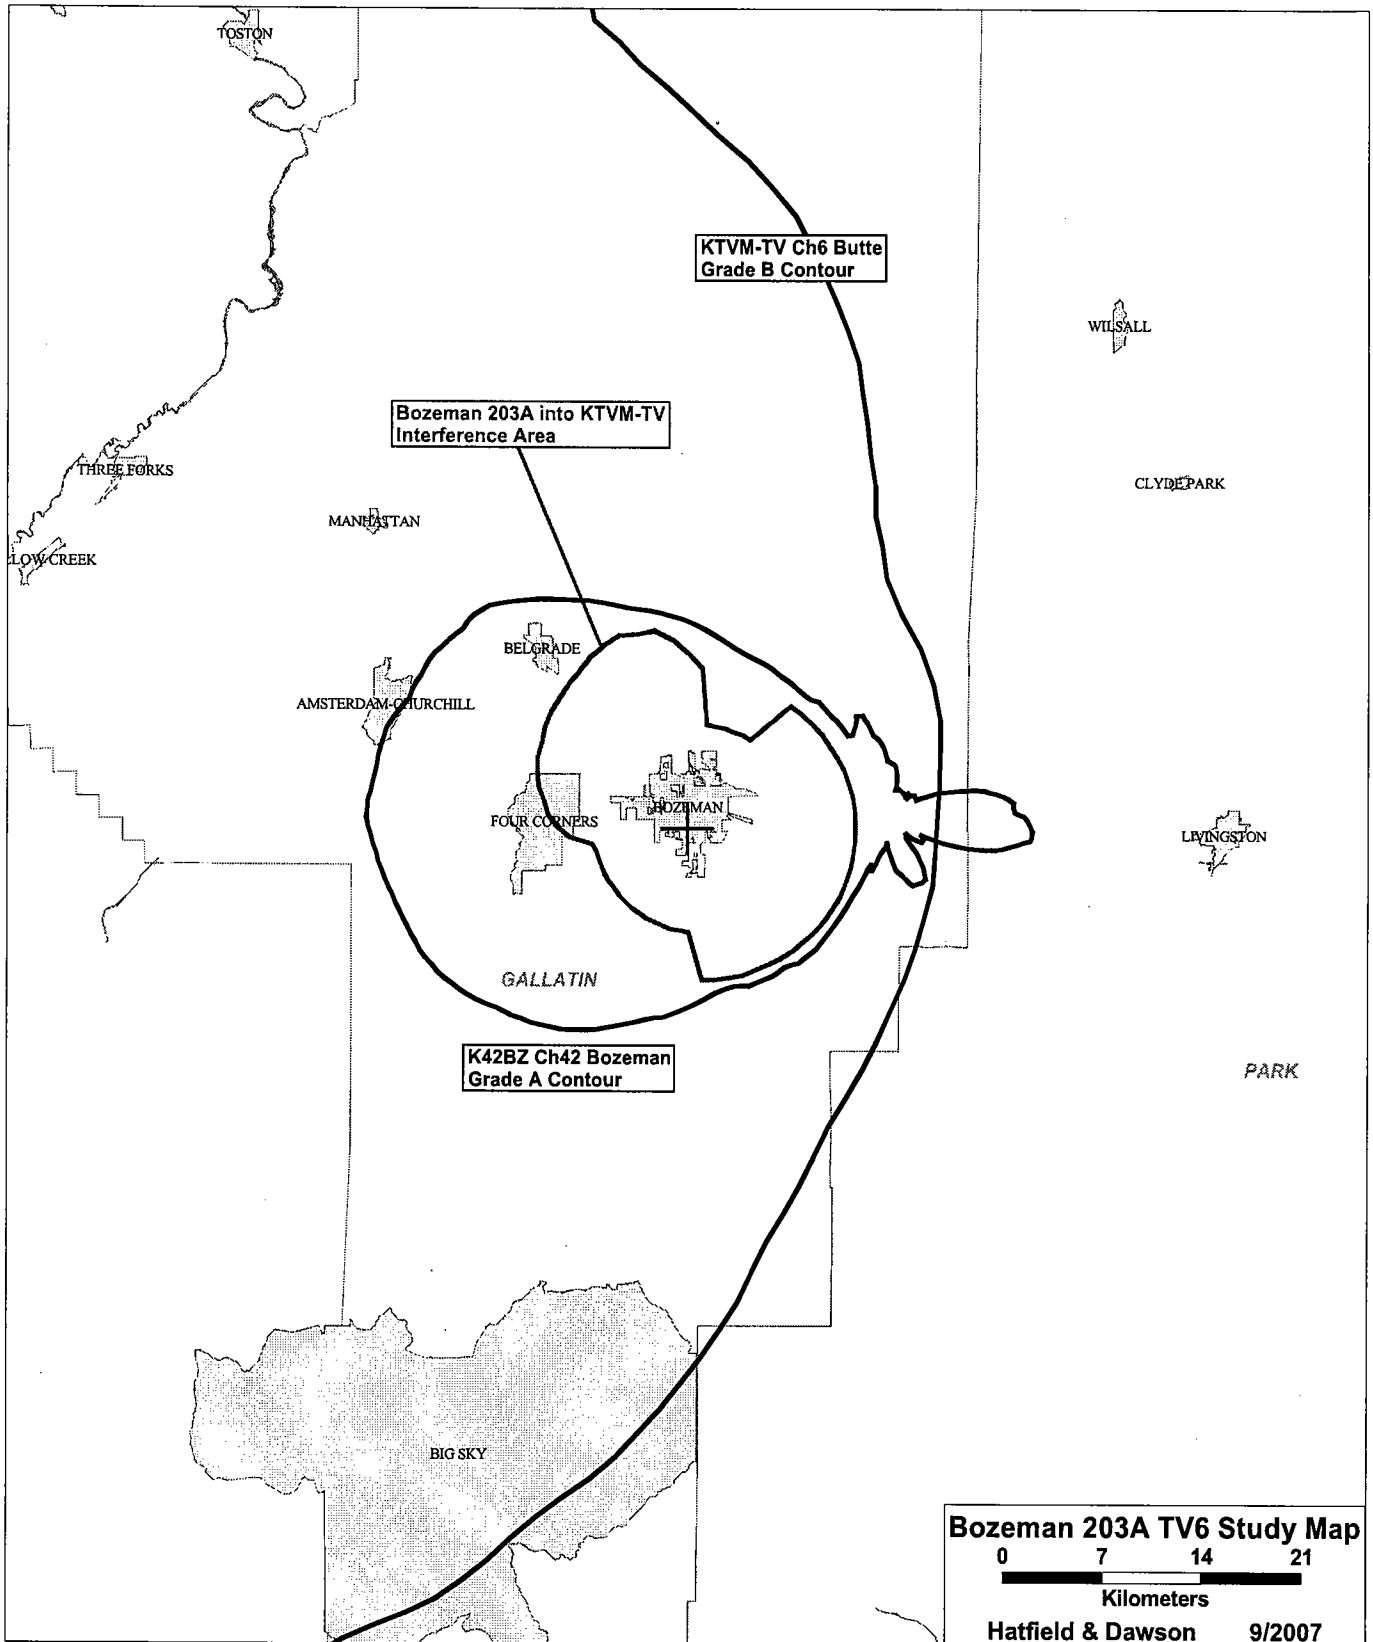 TOSTON
KTVM-TV Ch6 Butte
Grade B Contour
WILSALL
Bozeman 203A into KTVM-TV
Interference Area
THREE FORKS
CLYDE PARK
MANHATTAN
LOW CREEK
BELGRADE
AMSTERDAM-CHURCHILL
BOZEMAN
FOUR CORNERS
LIVINGSTON
GALLATIN
K42BZ Ch42 Bozeman
Grade A Contour
PARK
BIG SKY
Bozeman 203A TV6 Study Map
0 7 14 21
Kilometers
Hatfield & Dawson 9/2007